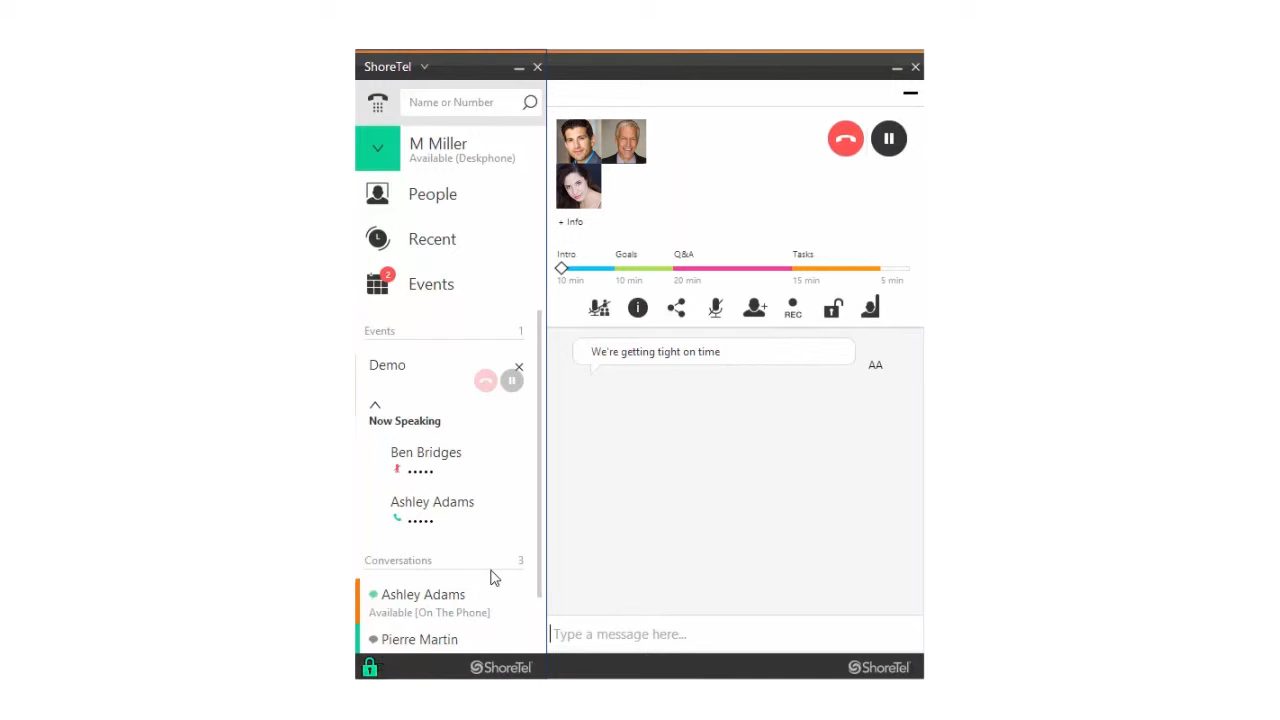 ShoreTel
Name or Number
M Miller
Available (Deskphone)
People
Recent
2
Events
Events 1
Demo
Now Speaking
Ben Bridges
Ashley Adams
Conversations 3
Ashley Adams
Available [On The Phone]
Pierre Martin
ShoreTel
+ Info
Intro Goals Q&A Tasks
10 min 10 min 20 min 15 min 5 min
REC
We're getting tight on time
AA
Type a message here...
ShoreTel